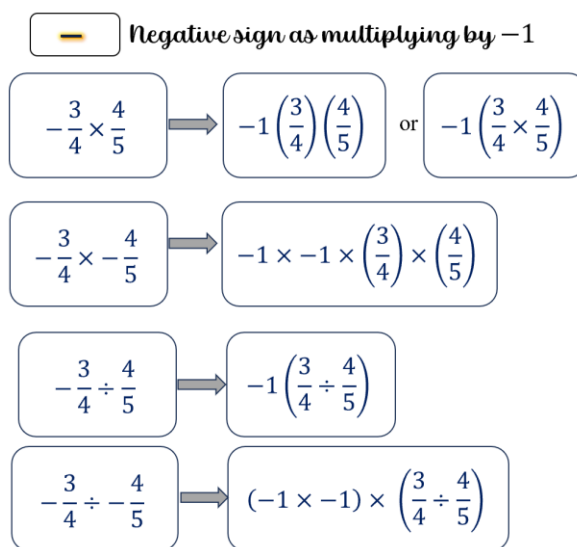 − Negative sign as multiplying by −1
−3/4 × 4/5 −1(3/4)(4/5) or −1(3/4 × 4/5)
−3/4 × −4/5 −1 × −1 × (3/4) × (4/5)
−3/4 ÷ 4/5 −1(3/4 ÷ 4/5)
−3/4 ÷ −4/5 (−1 × −1) × (3/4 ÷ 4/5)